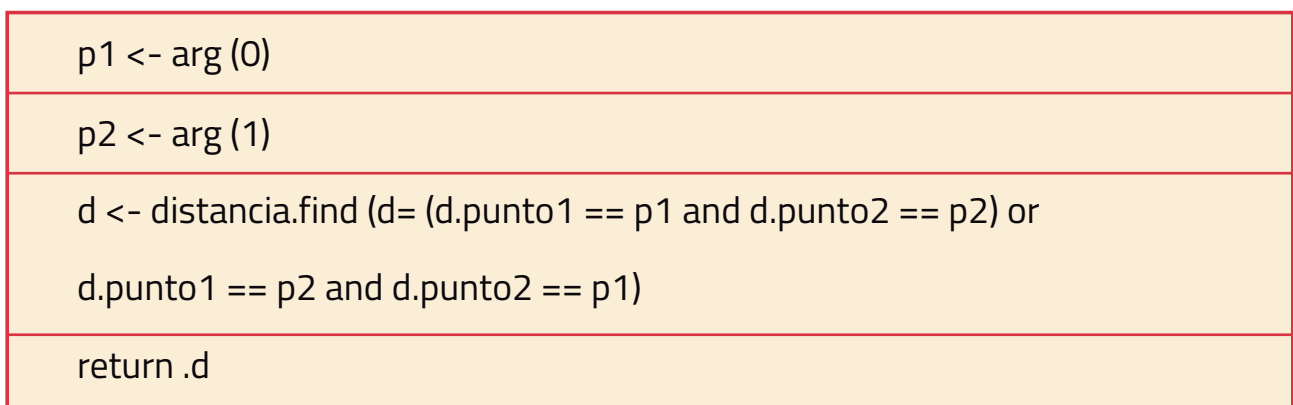 p1 <- arg (0)
p2 <- arg (1)
d <- distancia.find (d= (d.punto1 == p1 and d.punto2 == p2) or
d.punto1 == p2 and d.punto2 == p1)
return .d